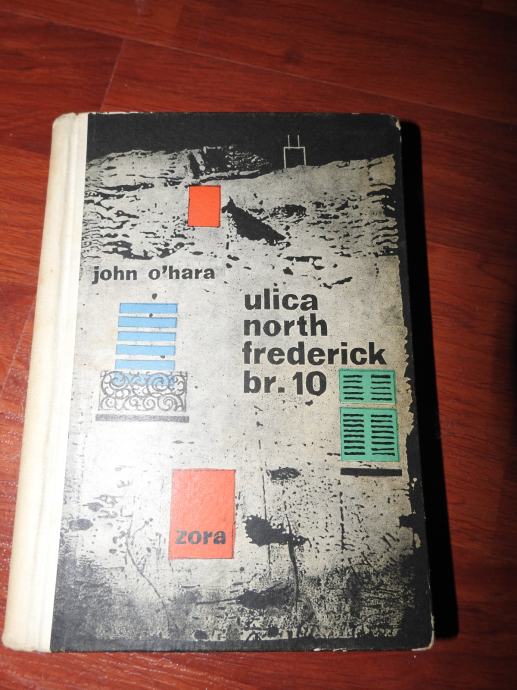 john o'hara
ulica
north
frederick
br. 10
zora